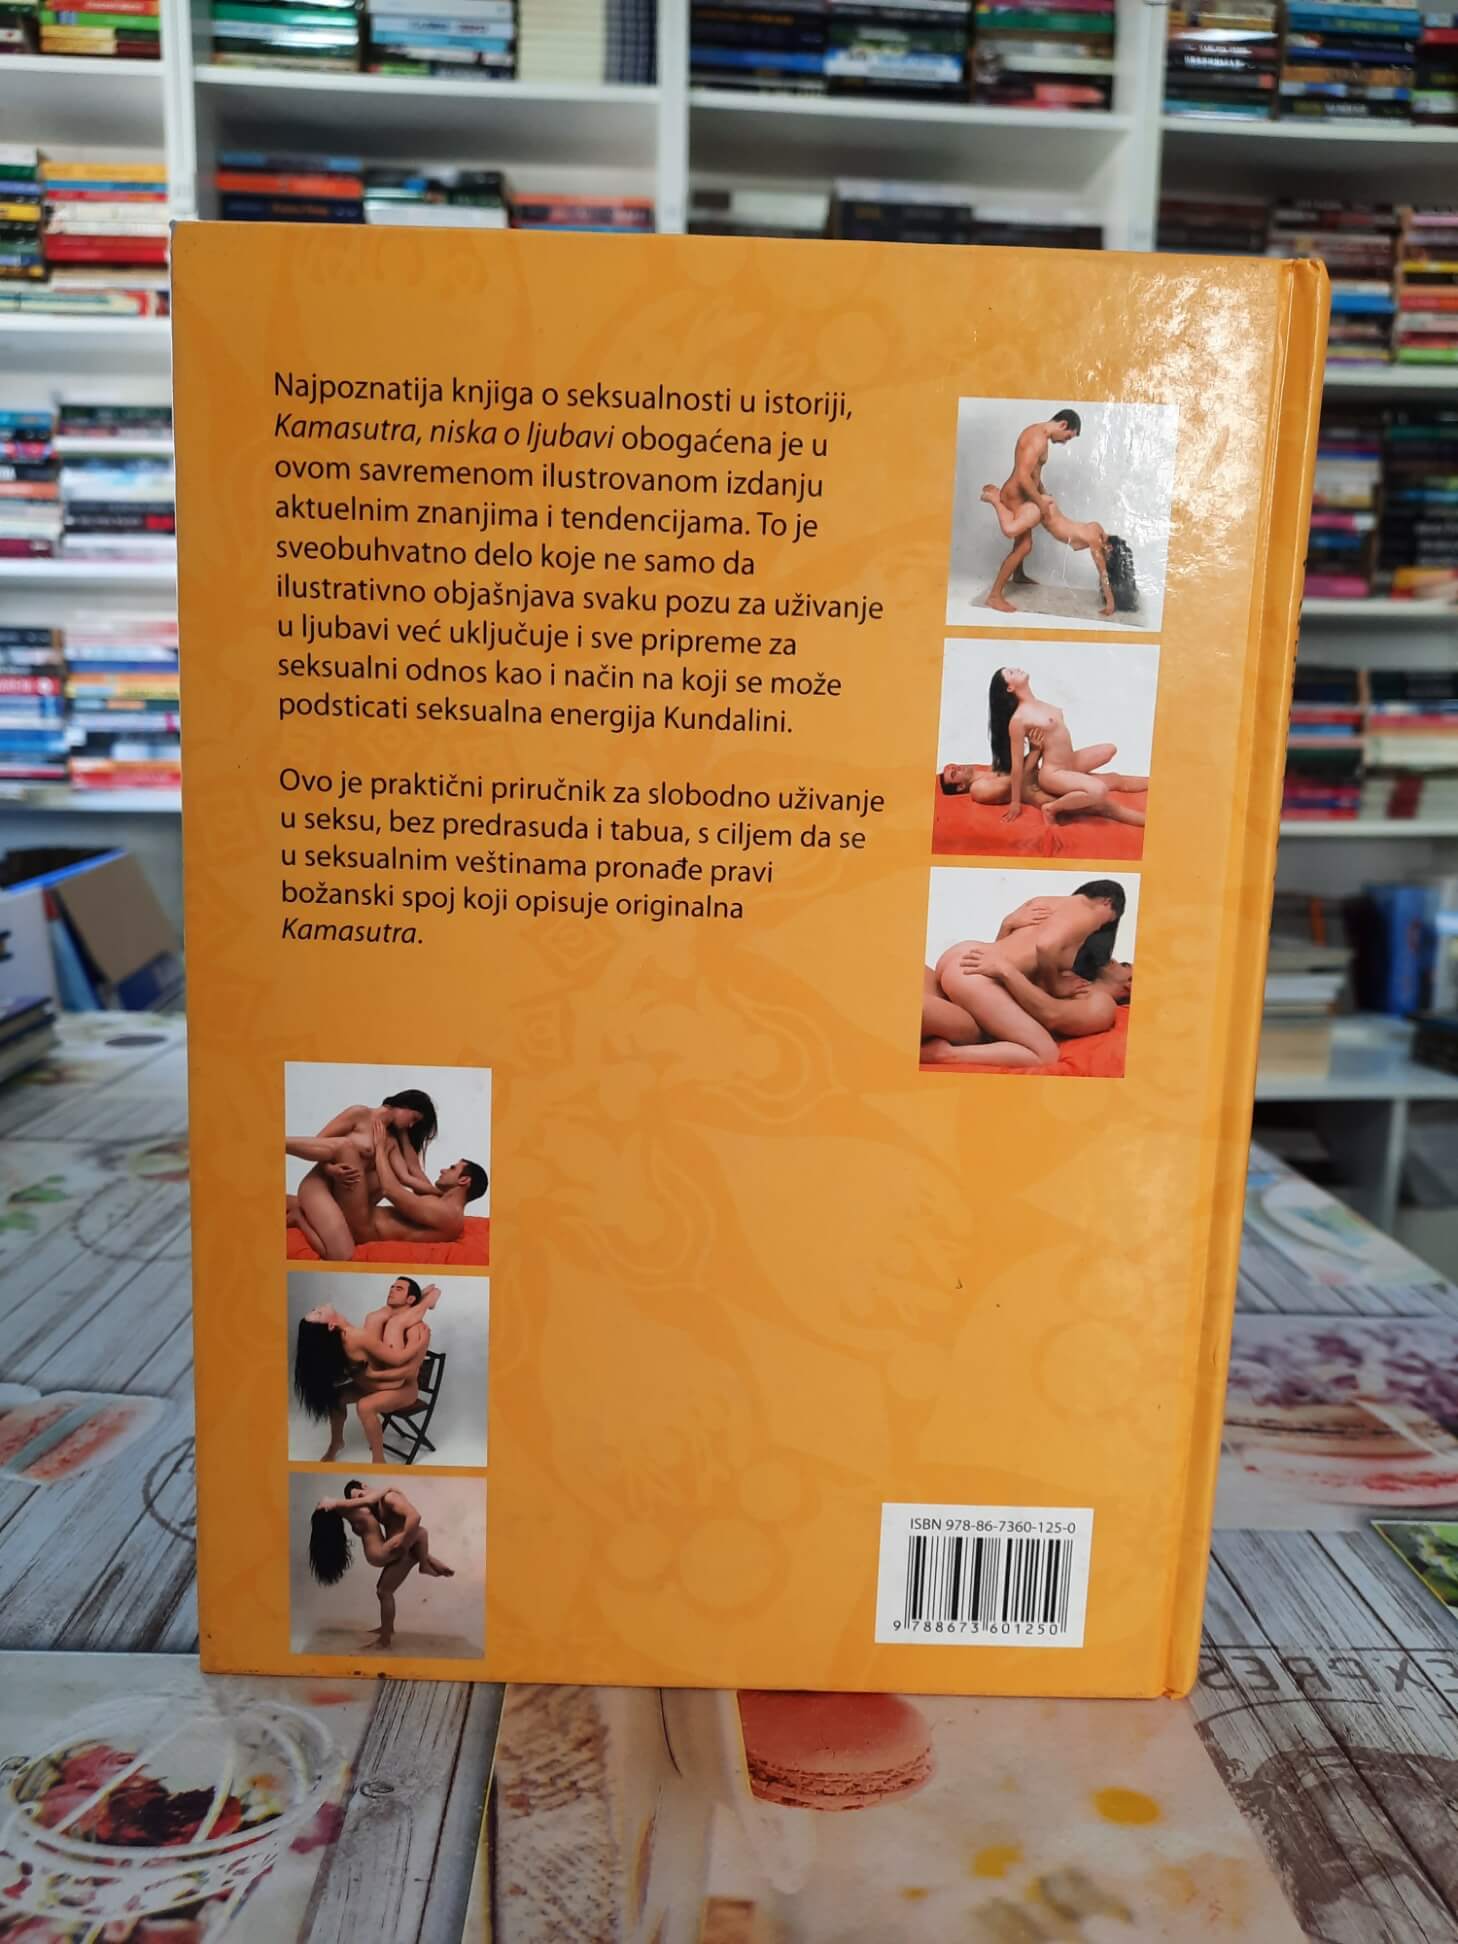 Najpoznatija knjiga o seksualnosti u istoriji,
Kamasutra, niska o ljubavi obogaćena je u
ovom savremenom ilustrovanom izdanju
aktuelnim znanjima i tendencijama. To je
sveobuhvatno delo koje ne samo da
ilustrativno objašnjava svaku pozu za uživanje
u ljubavi već uključuje i sve pripreme za
seksualni odnos kao i način na koji se može
podsticati seksualna energija Kundalini.
Ovo je praktični priručnik za slobodno uživanje
u seksu, bez predrasuda i tabua, s ciljem da se
u seksualnim veštinama pronađe pravi
božanski spoj koji opisuje originalna
Kamasutra.
ISBN 978-86-7360-125-0
9 788673 601250